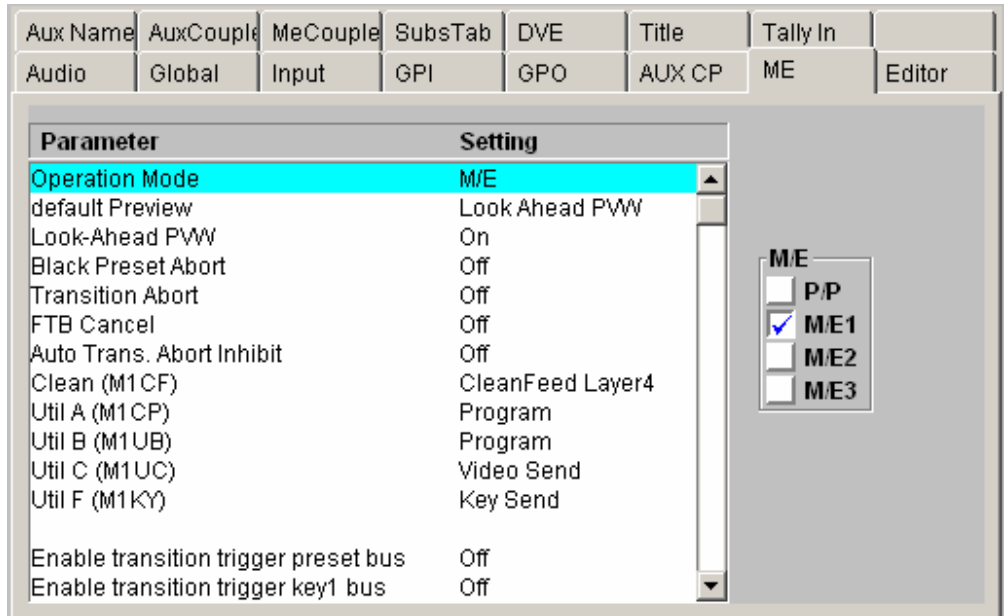 Aux Name AuxCouple MeCouple SubsTab DVE Title Tally In
Audio Global Input GPI GPO AUX CP ME Editor
Parameter Setting
Operation Mode M/E
default Preview Look Ahead PVW
Look-Ahead PVW On
Black Preset Abort Off
Transition Abort Off
FTB Cancel Off
Auto Trans. Abort Inhibit Off
Clean (M1CF) CleanFeed Layer4
Util A (M1CP) Program
Util B (M1UB) Program
Util C (M1UC) Video Send
Util F (M1KY) Key Send
Enable transition trigger preset bus Off
Enable transition trigger key1 bus Off
M/E
P/P
M/E1
M/E2
M/E3